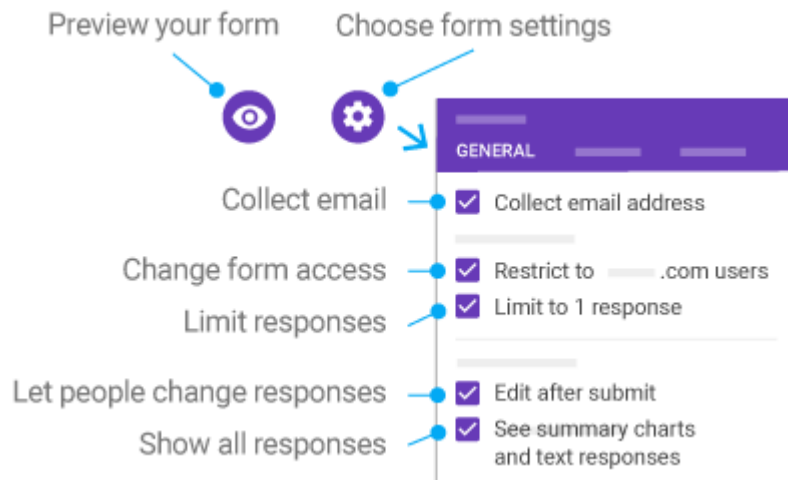 Preview your form
Choose form settings
GENERAL
Collect email
Collect email address
Change form access
Restrict to .com users
Limit responses
Limit to 1 response
Let people change responses
Edit after submit
Show all responses
See summary charts
and text responses